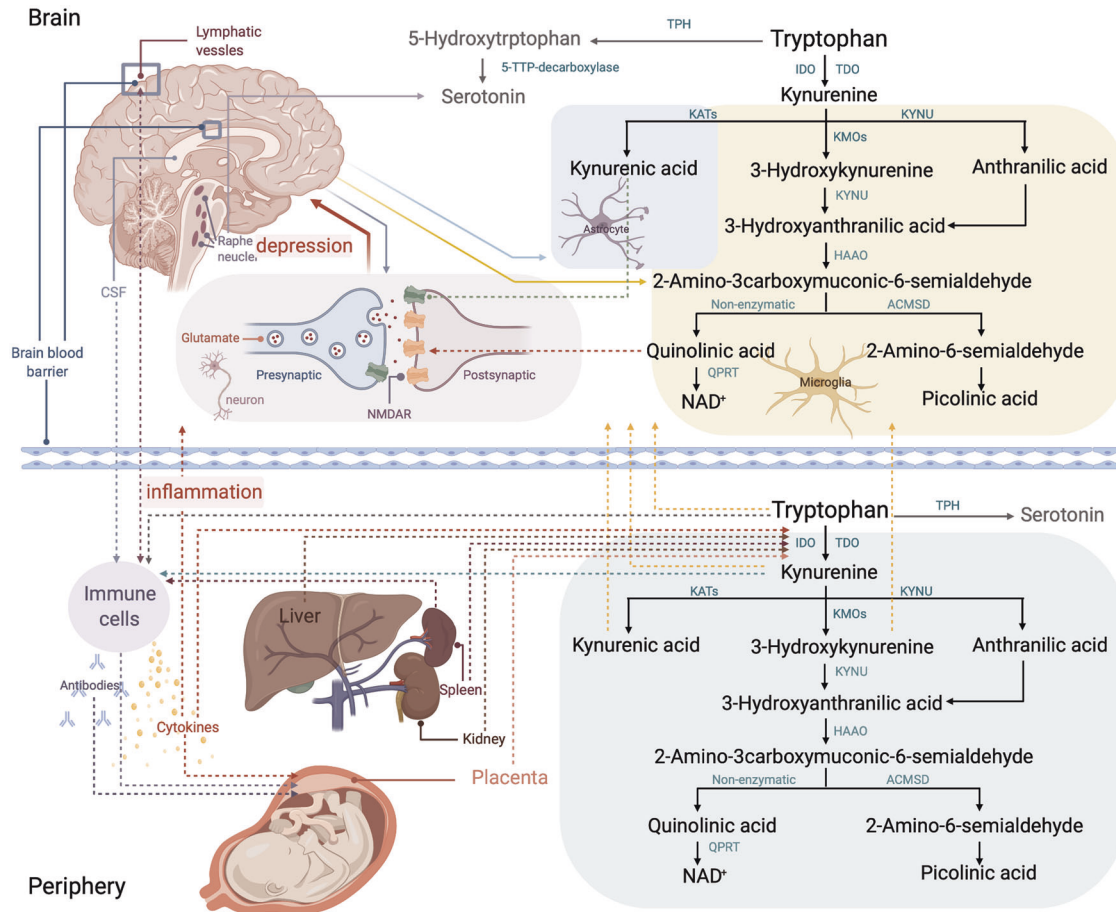 Brain
Lymphatic
vessles
5-Hydroxytrptophan
TPH
Tryptophan
5-TTP-decarboxylase
IDO
TDO
Serotonin
Kynurenine
KATs
KYNU
KMOs
Kynurenic acid
3-Hydroxykynurenine
Anthranilic acid
KYNU
Astrocyte
3-Hydroxyanthranilic acid
Raphe
neucle
depression
HAAO
CSF
2-Amino-3carboxymuconic-6-semialdehyde
Non-enzymatic
ACMSD
Glutamate
Brain blood
barrier
Quinolinic acid
2-Amino-6-semialdehyde
Presynaptic
Postsynaptic
QPRT
Microglia
neuron
NMDAR
NAD+
Picolinic acid
inflammation
Tryptophan
TPH
Serotonin
IDO
TDO
Kynurenine
Immune
cells
Liver
KATs
KYNU
KMOs
Kynurenic acid
3-Hydroxykynurenine
Anthranilic acid
KYNU
Antibodies
Spleen
3-Hydroxyanthranilic acid
Cytokines
Kidney
HAAO
2-Amino-3carboxymuconic-6-semialdehyde
Placenta
Non-enzymatic
ACMSD
Quinolinic acid
2-Amino-6-semialdehyde
QPRT
NAD+
Picolinic acid
Periphery